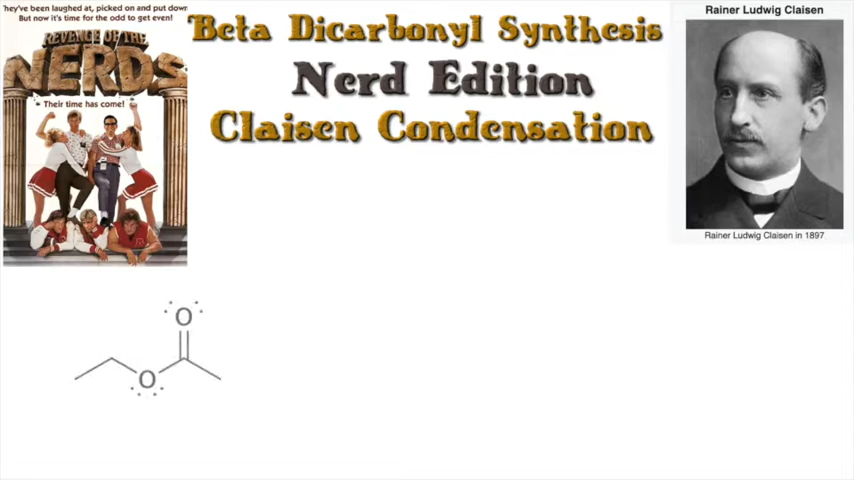 They've been laughed at, picked on and put down
But now it's time for the odd to get even!
REVENGE OF THE
NERDS
Their time has come!
Beta Dicarbonyl Synthesis
Nerd Edition
Claisen Condensation
Rainer Ludwig Claisen
Rainer Ludwig Claisen in 1897
O
O